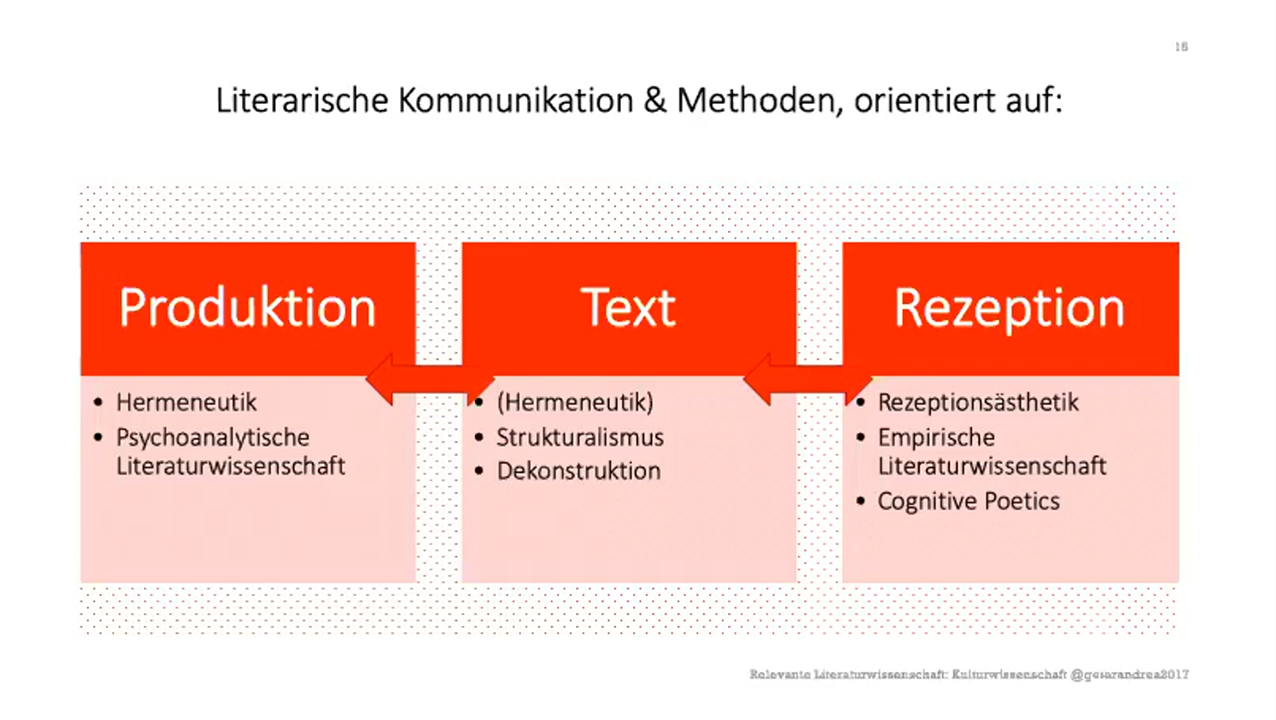 16
Literarische Kommunikation & Methoden, orientiert auf:
Produktion
• Hermeneutik
• Psychoanalytische
Literaturwissenschaft
Text
• (Hermeneutik)
• Strukturalismus
• Dekonstruktion
Rezeption
• Rezeptionsästhetik
• Empirische
Literaturwissenschaft
• Cognitive Poetics
Relevante Literaturwissenschaft: Kulturwissenschaft